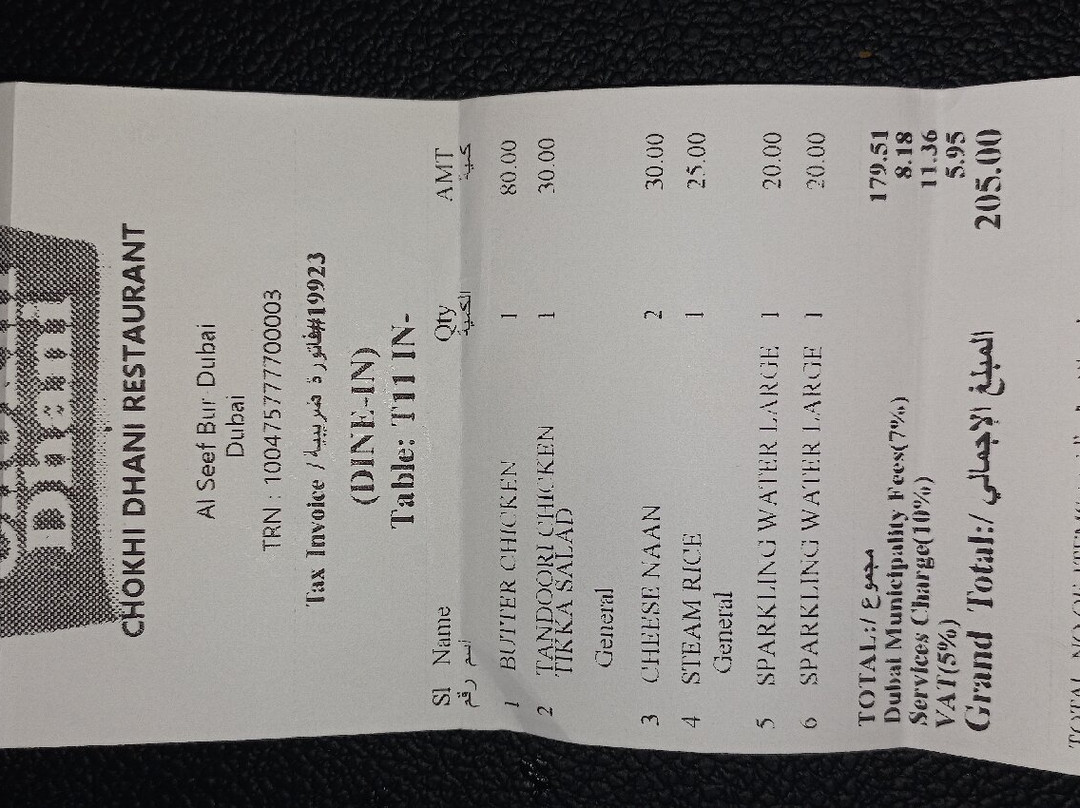 Dhani
CHOKHI DHANI RESTAURANT
Al Seef Bur Dubai
Dubai
TRN : 100475777700003
Tax Invoice / فاتورة ضريبية#19923
(DINE-IN)
Table: T11 IN-
Sl Name Qty AMT
رقم اسم الكمية كمية
1 BUTTER CHICKEN 1 80.00
2 TANDOORI CHICKEN 1 30.00
TIKKA SALAD
General
3 CHEESE NAAN 2 30.00
4 STEAM RICE 1 25.00
General
5 SPARKLING WATER LARGE 1 20.00
6 SPARKLING WATER LARGE 1 20.00
TOTAL:/ مجموع 179.51
Dubai Municipality Fees(7%) 8.18
Services Charge(10%) 11.36
VAT(5%) 5.95
Grand Total:/ المبلغ الإجمالي 205.00